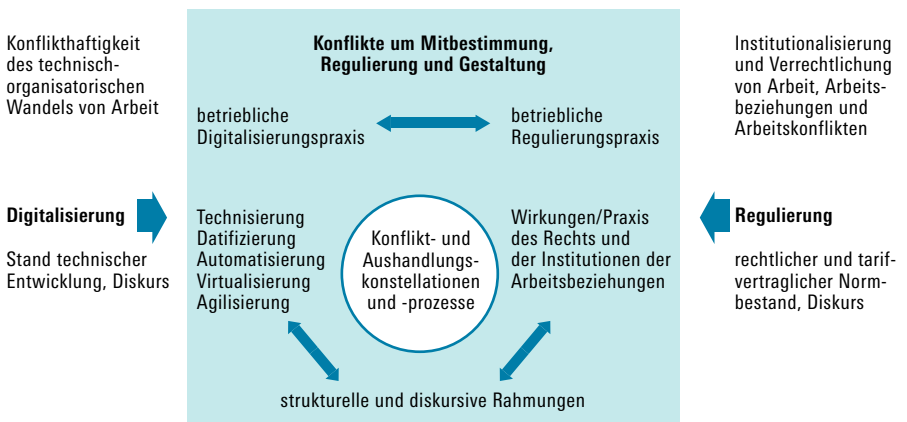 Konflikthaftigkeit
des technisch-
organisatorischen
Wandels von Arbeit
Digitalisierung
Stand technischer
Entwicklung, Diskurs
Konflikte um Mitbestimmung,
Regulierung und Gestaltung
betriebliche
Digitalisierungspraxis
betriebliche
Regulierungspraxis
Technisierung
Datifizierung
Automatisierung
Virtualisierung
Agilisierung
Konflikt- und
Aushandlungs-
konstellationen
und -prozesse
Wirkungen/Praxis
des Rechts und
der Institutionen der
Arbeitsbeziehungen
strukturelle und diskursive Rahmungen
Institutionalisierung
und Verrechtlichung
von Arbeit, Arbeits-
beziehungen und
Arbeitskonflikten
Regulierung
rechtlicher und tarif-
vertraglicher Norm-
bestand, Diskurs